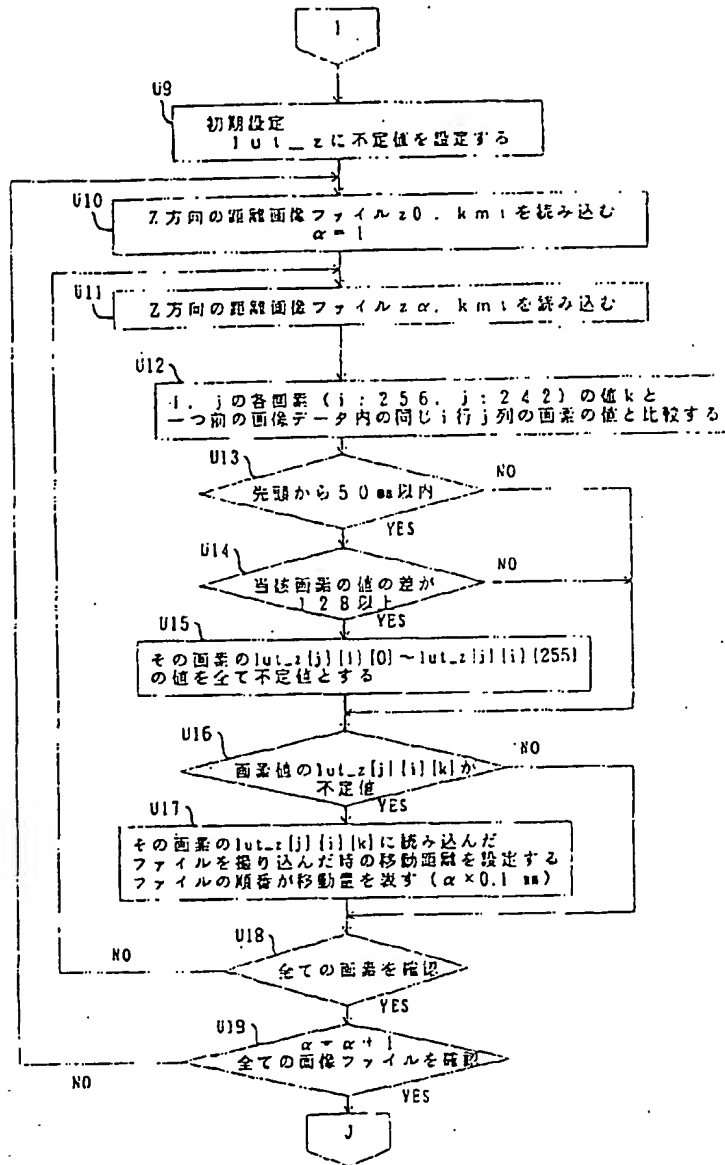 I
U9
初期設定
lut_zに不定値を設定する
U10
Z方向の距離画像ファイルz0.kmtを読み込む
α=1
U11
Z方向の距離画像ファイルzα.kmtを読み込む
U12
i, jの各画素(i:256, j:242)の値kと
一つ前の画像データ内の同じi行j列の画素の値と比較する
U13
NO
先頭から50mm以内
YES
U14
NO
当該画素の値の差が
128以上
YES
U15
その画素のlut_z[j][i][0]~lut_z[j][i][255]
の値を全て不定値とする
U16
NO
画素値のlut_z[j][i][k]が
不定値
YES
U17
その画素のlut_z[j][i][k]に読み込んだ
ファイルを撮り込んだ時の移動距離を設定する
ファイルの順番が移動量を表す(α×0.1mm)
U18
NO
全ての画素を確認
YES
U19
α=α+1
全ての画像ファイルを確認
NO
YES
J